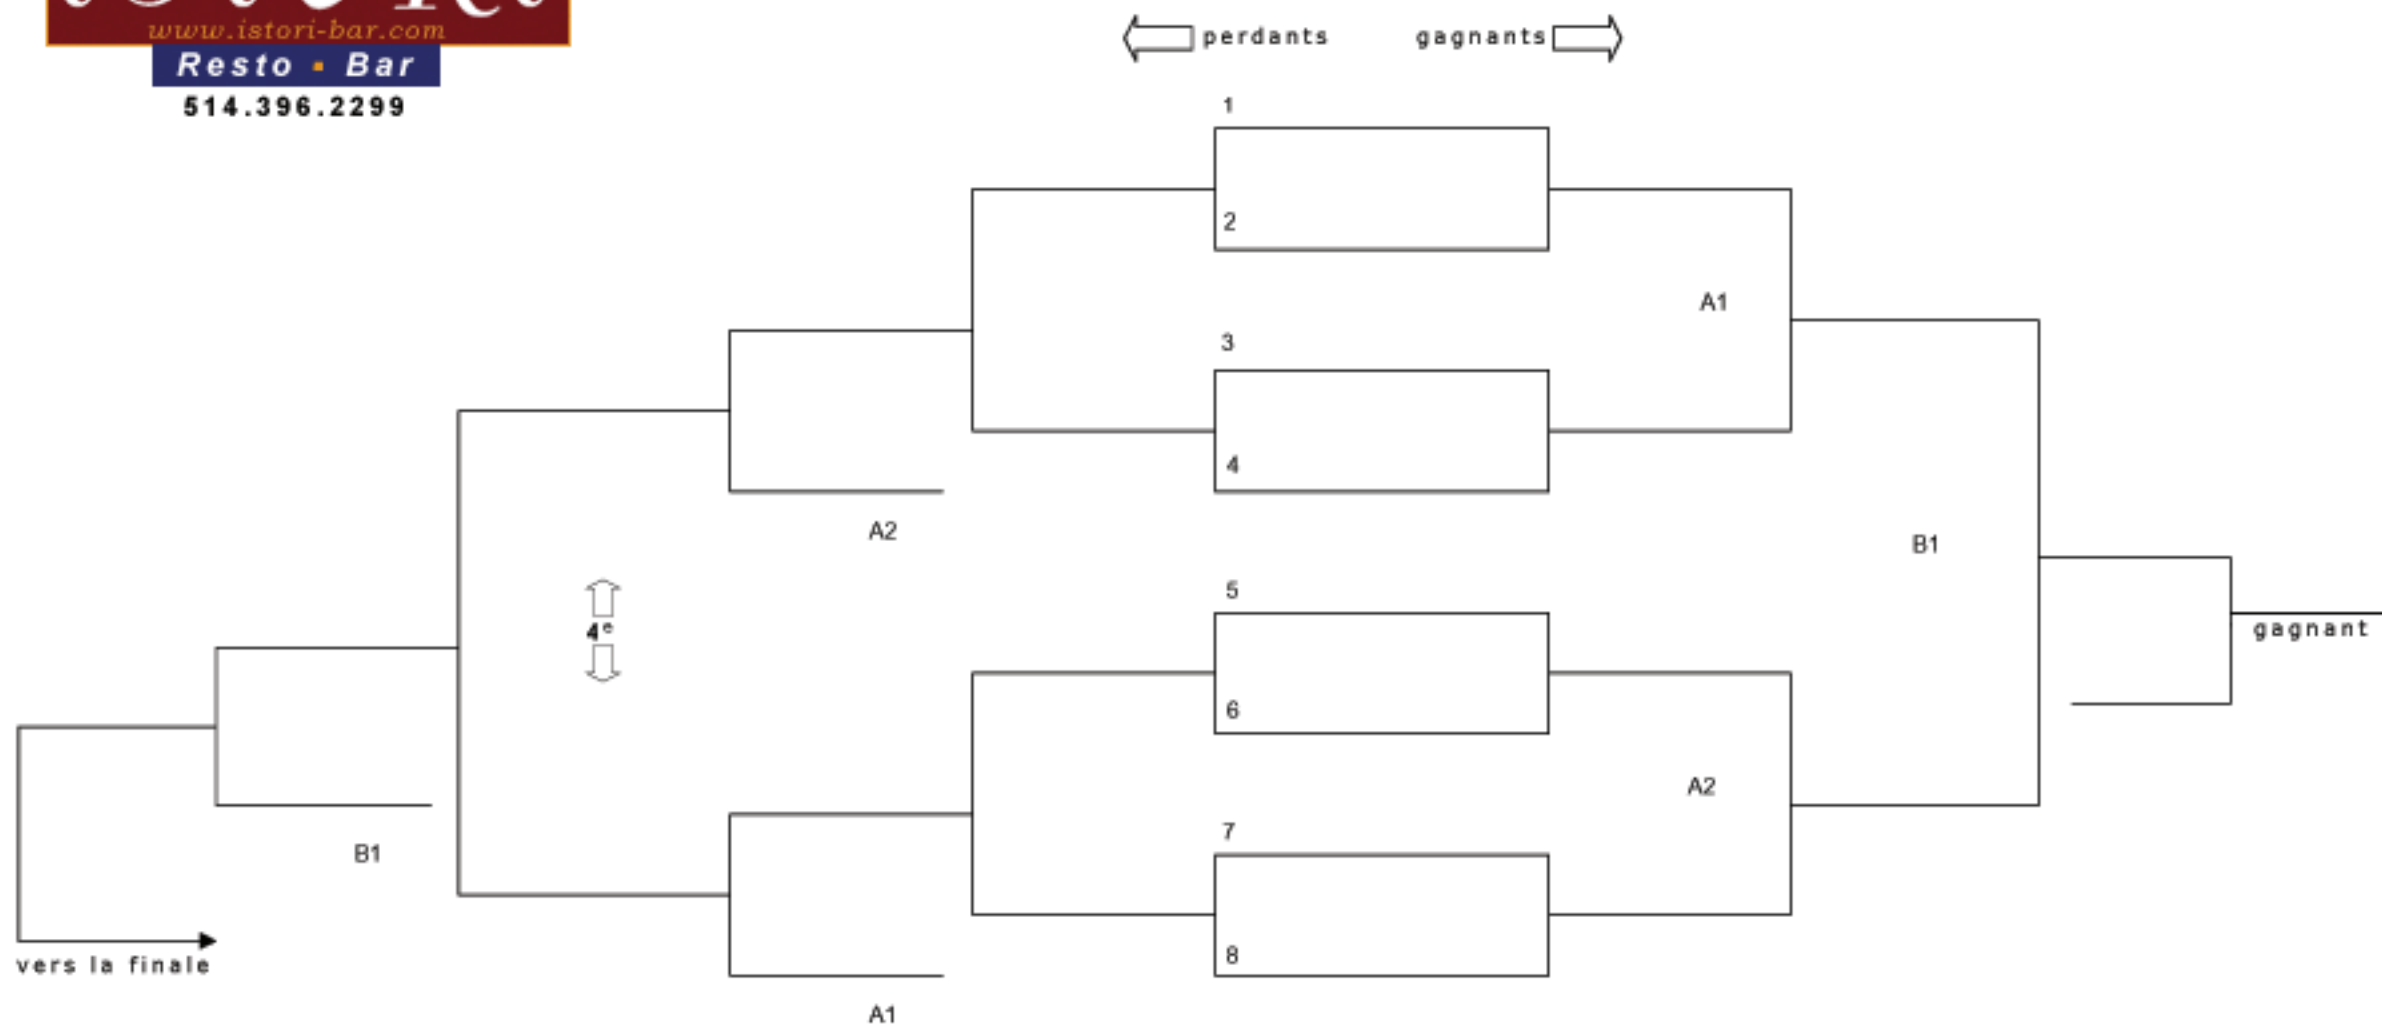 www.istori-bar.com
Resto • Bar
514.396.2299
perdants gagnants
1
2
A1
3
4
A2
B1
5
4e
gagnant
6
A2
7
B1
8
vers la finale
A1